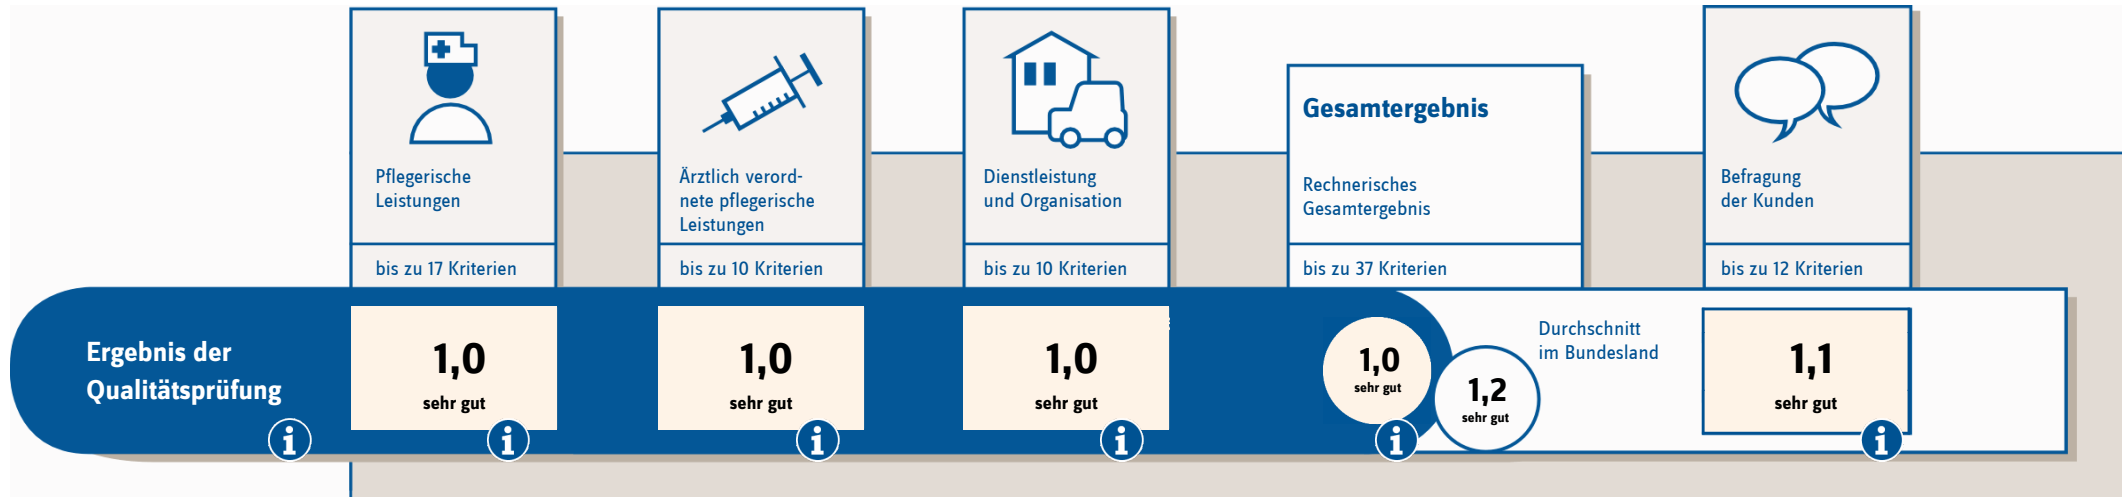 Pflegerische
Leistungen
bis zu 17 Kriterien
Ärztlich verord-
nete pflegerische
Leistungen
bis zu 10 Kriterien
Dienstleistung
und Organisation
bis zu 10 Kriterien
Gesamtergebnis
Rechnerisches
Gesamtergebnis
bis zu 37 Kriterien
Befragung
der Kunden
bis zu 12 Kriterien
Ergebnis der
Qualitätsprüfung
i
1,0
sehr gut
i
1,0
sehr gut
i
1,0
sehr gut
i
1,0
sehr gut
i
1,2
sehr gut
Durchschnitt
im Bundesland
1,1
sehr gut
i